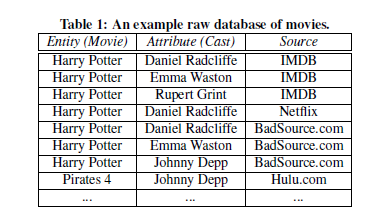 Table 1: An example raw database of movies.
Entity (Movie) Attribute (Cast) Source
Harry Potter Daniel Radcliffe IMDB
Harry Potter Emma Waston IMDB
Harry Potter Rupert Grint IMDB
Harry Potter Daniel Radcliffe Netflix
Harry Potter Daniel Radcliffe BadSource.com
Harry Potter Emma Waston BadSource.com
Harry Potter Johnny Depp BadSource.com
Pirates 4 Johnny Depp Hulu.com
... ... ...